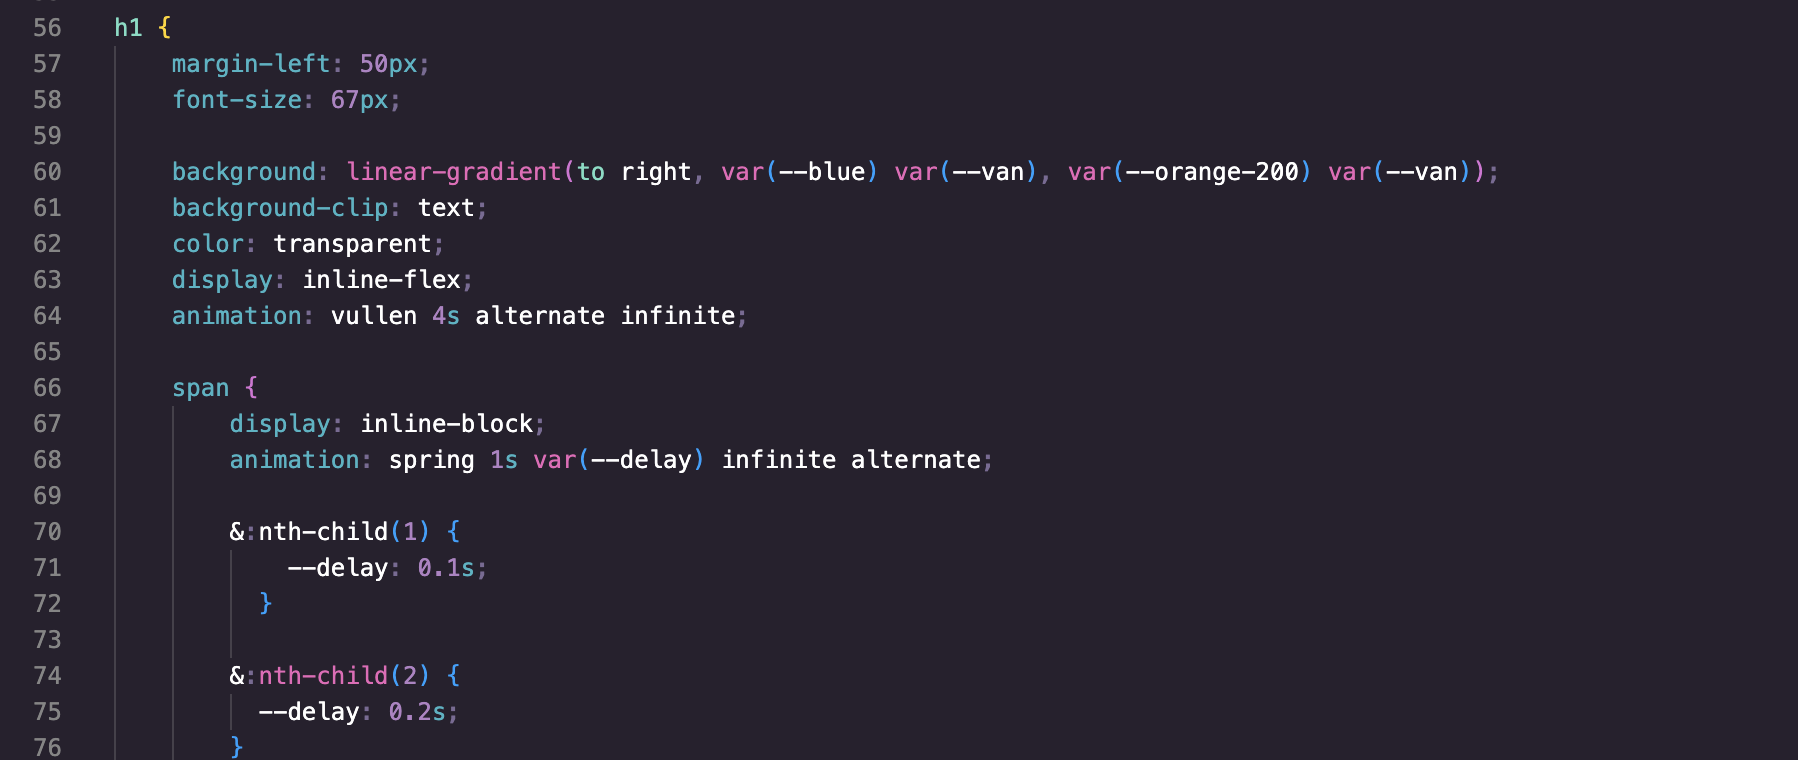 56 h1 {
57 margin-left: 50px;
58 font-size: 67px;
59
60 background: linear-gradient(to right, var(--blue) var(--van), var(--orange-200) var(--van));
61 background-clip: text;
62 color: transparent;
63 display: inline-flex;
64 animation: vullen 4s alternate infinite;
65
66 span {
67 display: inline-block;
68 animation: spring 1s var(--delay) infinite alternate;
69
70 &:nth-child(1) {
71 --delay: 0.1s;
72 }
73
74 &:nth-child(2) {
75 --delay: 0.2s;
76 }